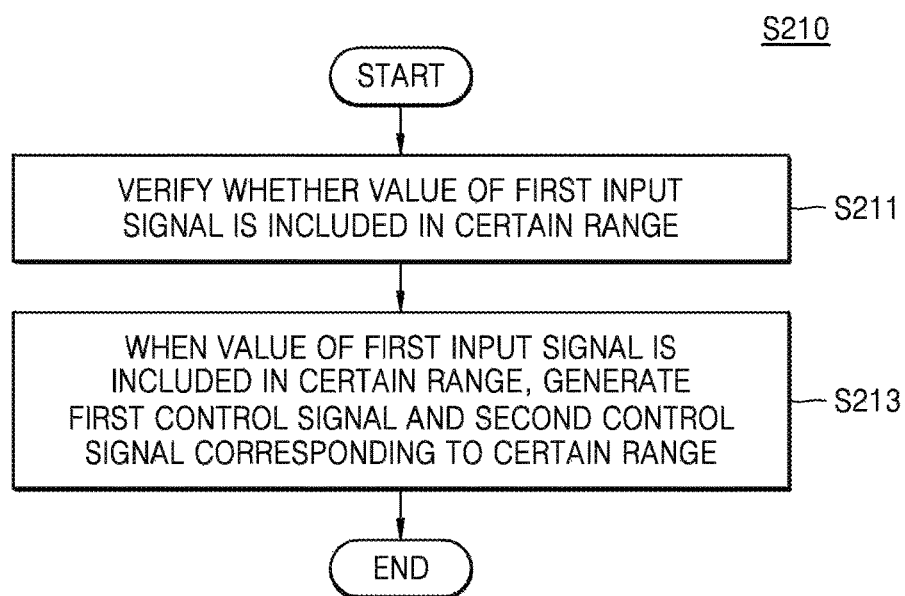 S210
START
VERIFY WHETHER VALUE OF FIRST INPUT
SIGNAL IS INCLUDED IN CERTAIN RANGE
S211
WHEN VALUE OF FIRST INPUT SIGNAL IS
INCLUDED IN CERTAIN RANGE, GENERATE
FIRST CONTROL SIGNAL AND SECOND CONTROL
SIGNAL CORRESPONDING TO CERTAIN RANGE
S213
END